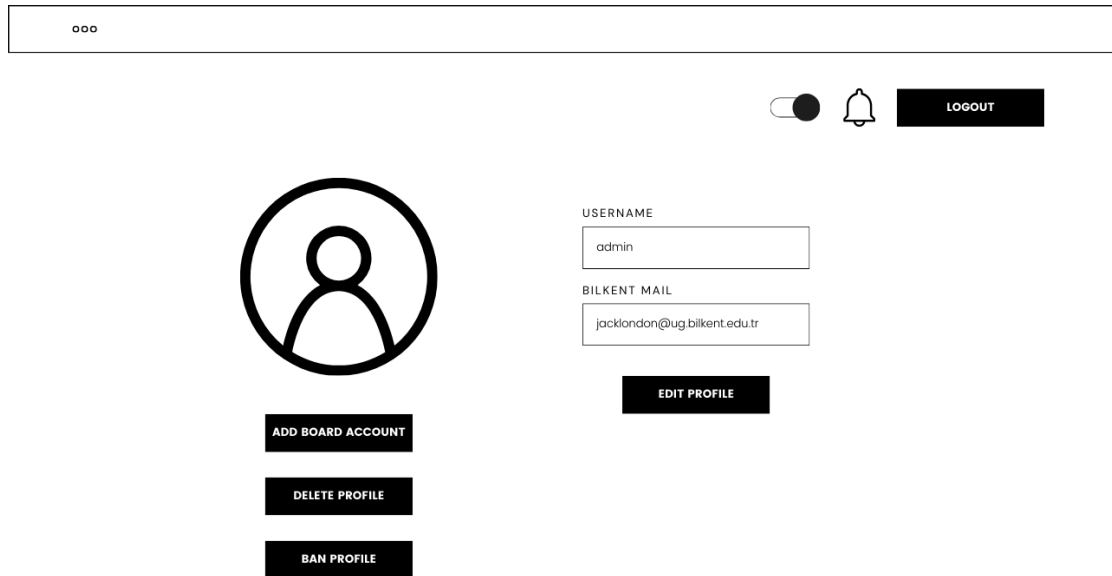 LOGOUT
USERNAME
admin
BILKENT MAIL
jacklondon@ug.bilkent.edu.tr
EDIT PROFILE
ADD BOARD ACCOUNT
DELETE PROFILE
BAN PROFILE